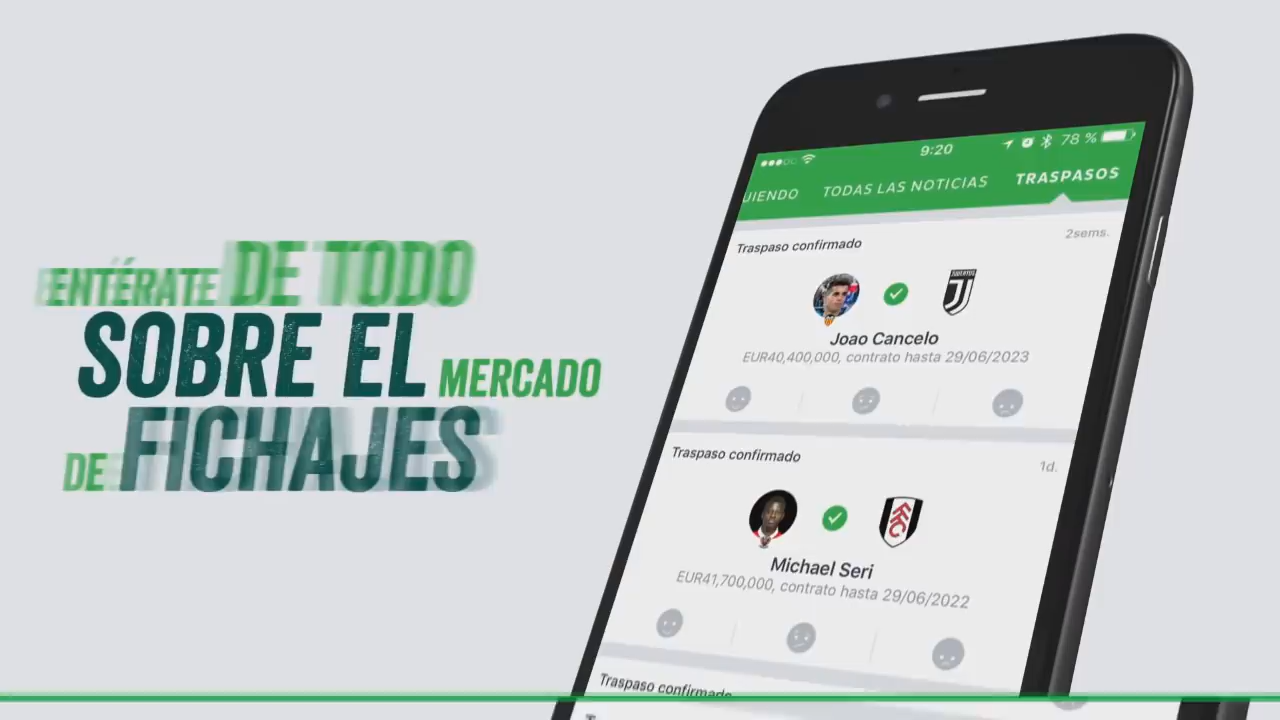 ENTÉRATE DE TODO
SOBRE EL MERCADO
DE FICHAJES
9:20
78 %
TODAS LAS NOTICIAS
TRASPASOS
Traspaso confirmado
2sems.
JUVENTUS
Joao Cancelo
EUR40,400,000, contrato hasta 29/06/2023
Traspaso confirmado
1d.
Michael Seri
EUR41,700,000, contrato hasta 29/06/2022
Traspaso confirmado